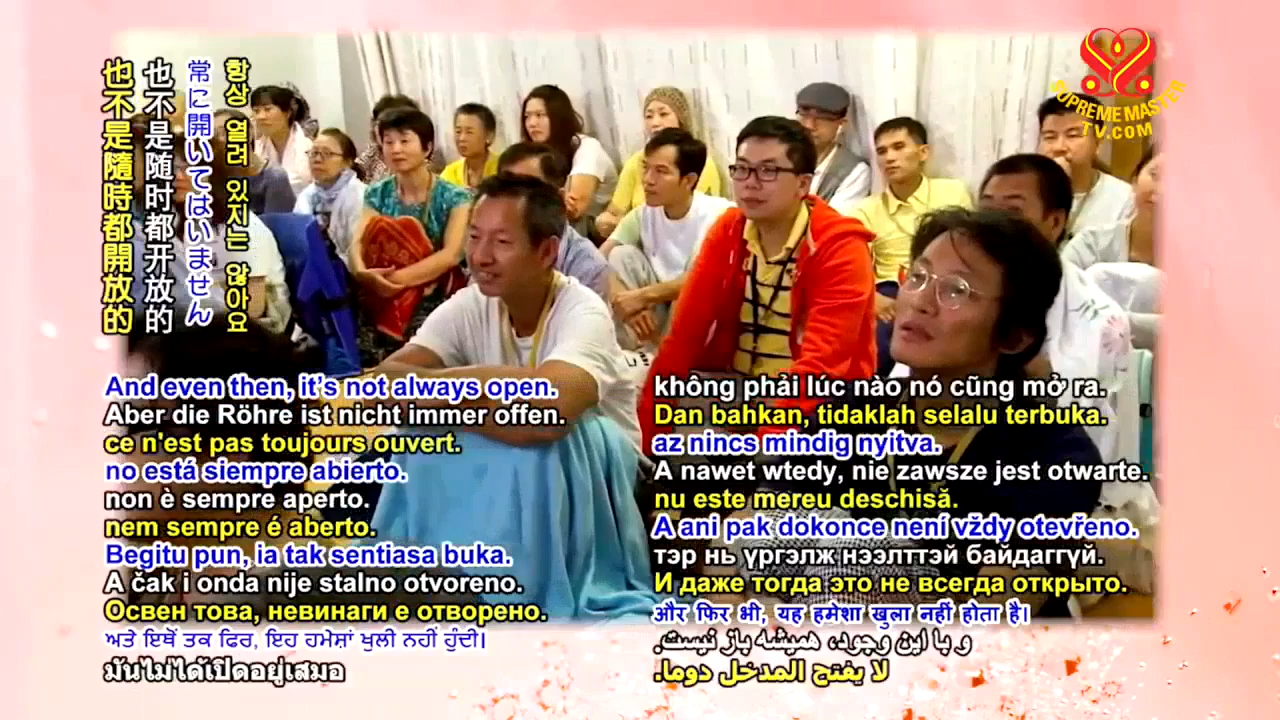 也不是隨時都開放的
也不是随时都开放的
常に開いてはいません
항상 열려 있지는 않아요
SUPREME MASTER
TV.COM
And even then, it's not always open.
Aber die Röhre ist nicht immer offen.
ce n'est pas toujours ouvert.
no está siempre abierto.
non è sempre aperto.
nem sempre é aberto.
Begitu pun, ia tak sentiasa buka.
A čak i onda nije stalno otvoreno.
Освен това, невинаги е отворено.
ਅਤੇ ਇਥੋਂ ਤਕ ਫਿਰ, ਇਹ ਹਮੇਸ਼ਾਂ ਖੁਲੀ ਨਹੀਂ ਹੁੰਦੀ।
มันไม่ได้เปิดอยู่เสมอ
không phải lúc nào nó cũng mở ra.
Dan bahkan, tidaklah selalu terbuka.
az nincs mindig nyitva.
A nawet wtedy, nie zawsze jest otwarte.
nu este mereu deschisă.
A ani pak dokonce není vždy otevřeno.
тэр нь үргэлж нээлттэй байдаггүй.
И даже тогда это не всегда открыто.
और फिर भी, यह हमेशा खुला नहीं होता है।
و با این وجود، همیشه باز نیست.
لا يفتح المدخل دوما.